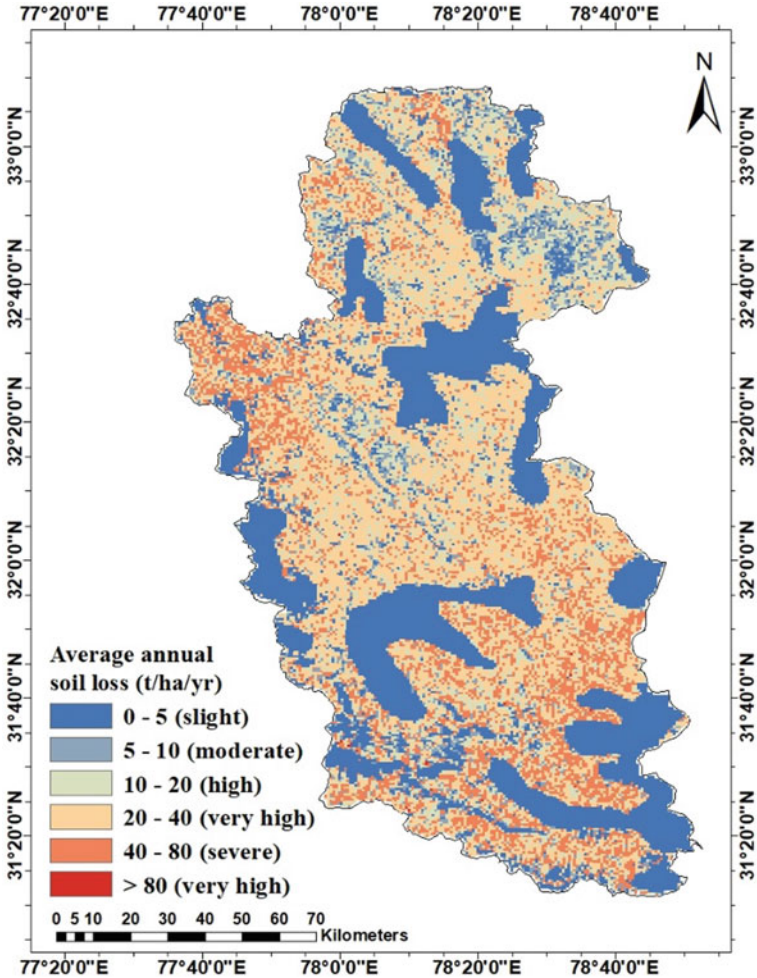 77°20'0"E 77°40'0"E 78°0'0"E 78°20'0"E 78°40'0"E
N
33°0'0"N
33°0'0"N
32°40'0"N
32°40'0"N
32°20'0"N
32°20'0"N
32°0'0"N
32°0'0"N
31°40'0"N
31°40'0"N
31°20'0"N
31°20'0"N
Average annual
soil loss (t/ha/yr)
0 - 5 (slight)
5 - 10 (moderate)
10 - 20 (high)
20 - 40 (very high)
40 - 80 (severe)
> 80 (very high)
0 5 10 20 30 40 50 60 70
Kilometers
77°20'0"E 77°40'0"E 78°0'0"E 78°20'0"E 78°40'0"E